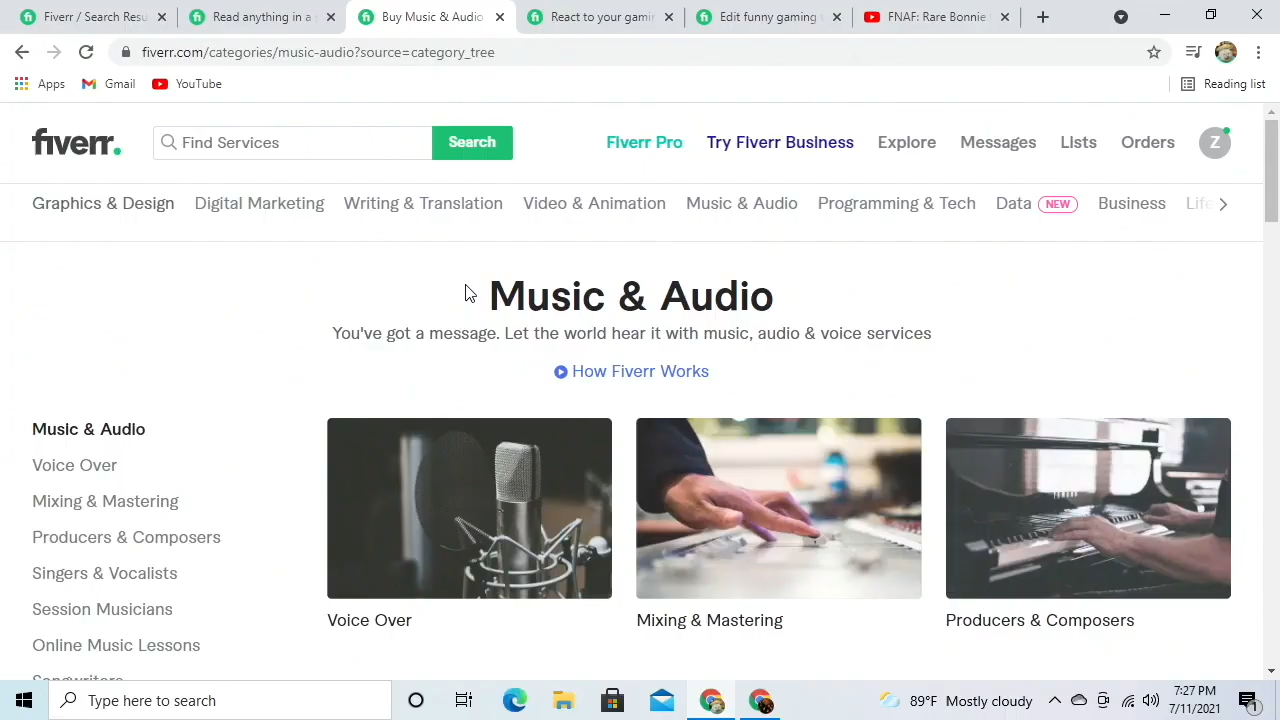 Fiverr / Search Resu
Read anything in a
Buy Music & Audio
React to your gami
Edit funny gaming
FNAF: Rare Bonnie
fiverr.com/categories/music-audio?source=category_tree
Apps
Gmail
YouTube
Reading list
fiverr.
Find Services
Search
Fiverr Pro
Try Fiverr Business
Explore
Messages
Lists
Orders
Z
Graphics & Design
Digital Marketing
Writing & Translation
Video & Animation
Music & Audio
Programming & Tech
Data NEW
Business
Life
Music & Audio
You've got a message. Let the world hear it with music, audio & voice services
How Fiverr Works
Music & Audio
Voice Over
Mixing & Mastering
Producers & Composers
Singers & Vocalists
Session Musicians
Online Music Lessons
Songwriters
Voice Over
Mixing & Mastering
Producers & Composers
Type here to search
89°F Mostly cloudy
7:27 PM
7/11/2021
1